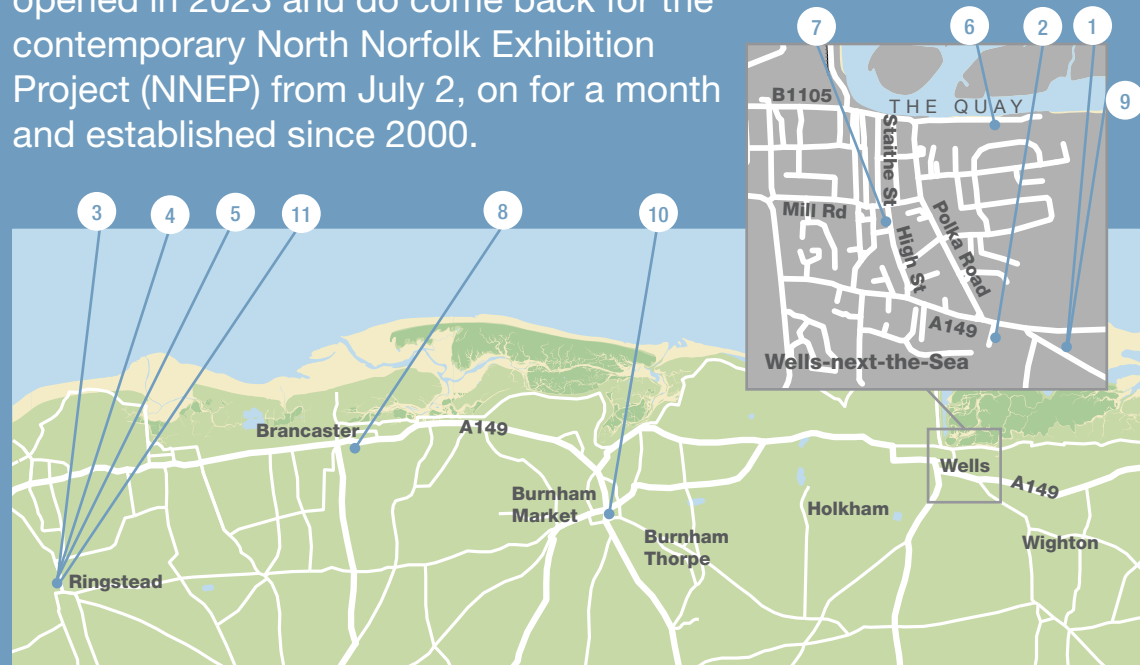 opened in 2023 and do come back for the
contemporary North Norfolk Exhibition
Project (NNEP) from July 2, on for a month
and established since 2000.
7
6
2
1
9
B1105
THE QUAY
Staithe St
Mill Rd
High St
Polka Road
A149
Wells-next-the-Sea
3
4
5
11
8
10
Brancaster
A149
Burnham
Market
Burnham
Thorpe
Holkham
Wells
A149
Wighton
Ringstead